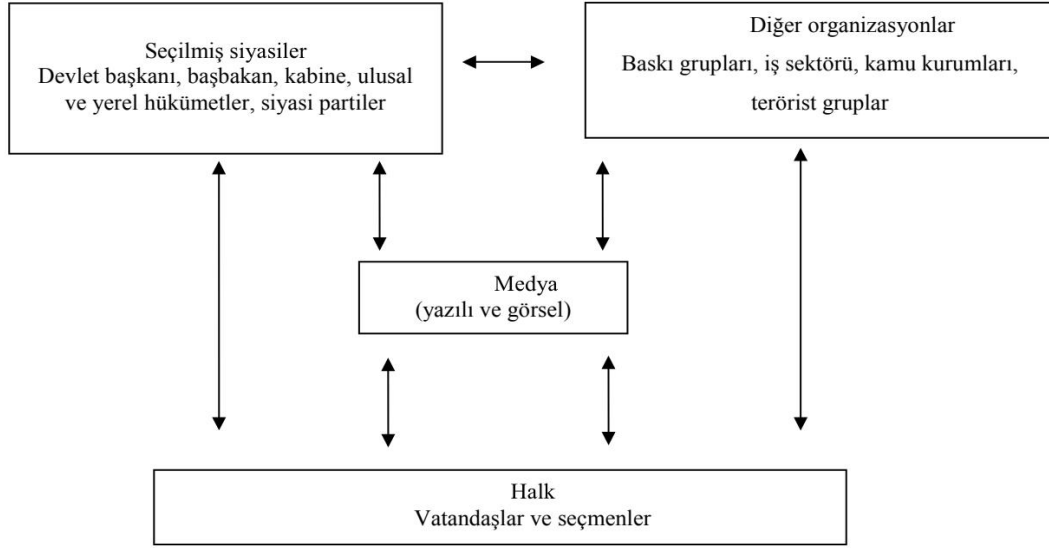 Seçilmiş siyasiler
Devlet başkanı, başbakan, kabine, ulusal
ve yerel hükümetler, siyasi partiler
Diğer organizasyonlar
Baskı grupları, iş sektörü, kamu kurumları,
terörist gruplar
Medya
(yazılı ve görsel)
Halk
Vatandaşlar ve seçmenler